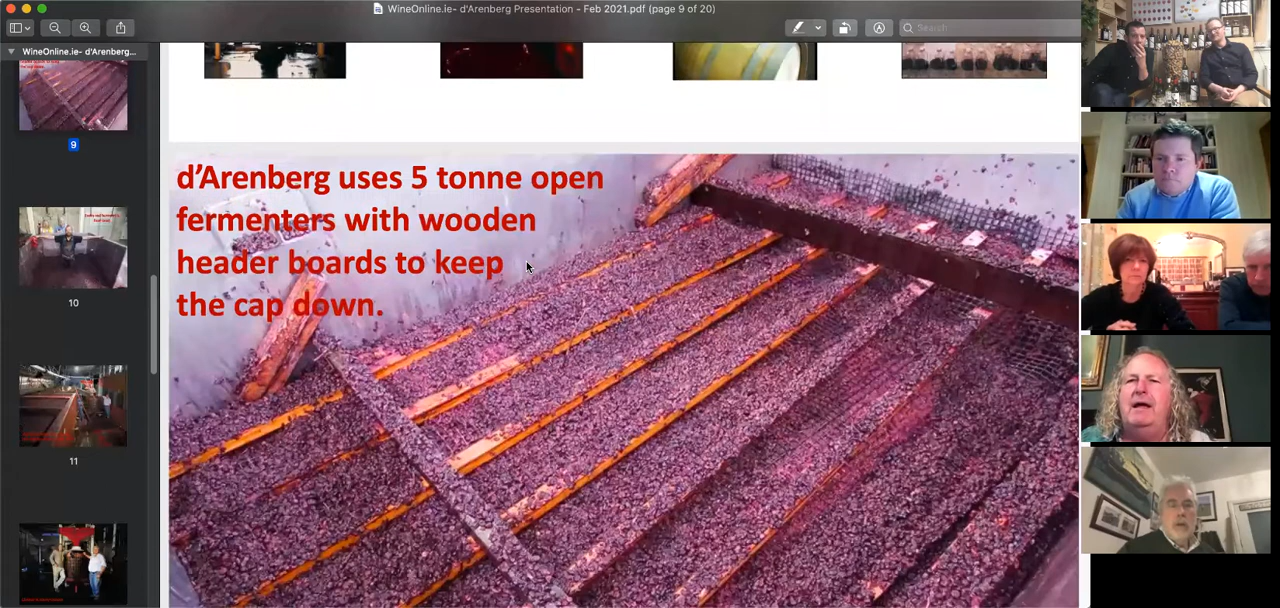 WineOnline.ie- d'Arenberg Presentation - Feb 2021.pdf (page 9 of 20)
Search
WineOnline.ie- d'Arenberg...
9
10
11
d’Arenberg uses 5 tonne open
fermenters with wooden
header boards to keep
the cap down.